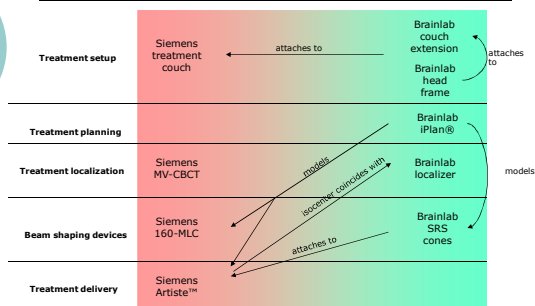 Treatment setup
Siemens
treatment
couch
attaches to
Brainlab
couch
extension
Brainlab
head
frame
attaches
to
Treatment planning
Brainlab
iPlan®
models
Treatment localization
Siemens
MV-CBCT
models
isocenter coincides with
Brainlab
localizer
Beam shaping devices
Siemens
160-MLC
attaches to
Brainlab
SRS
cones
Treatment delivery
Siemens
Artiste™